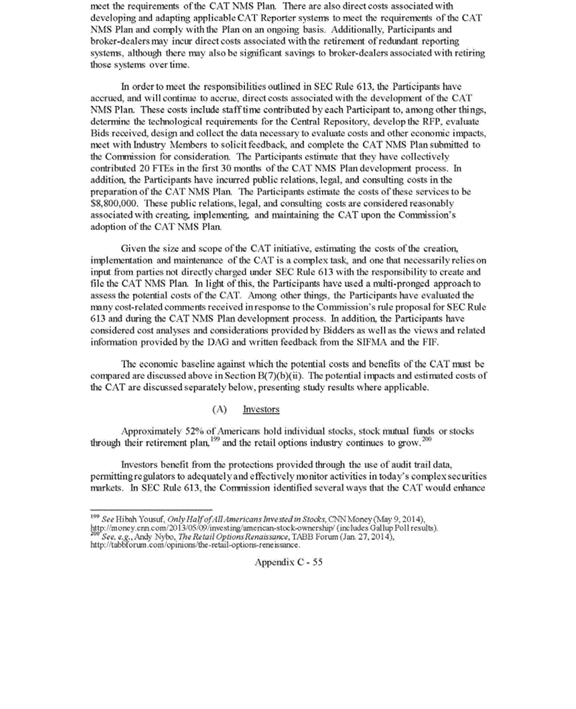 meet the requirements of the CAT NMS Plan. There are also direct costs associated with
developing and adapting applicable CAT Reporter systems to meet the requirements of the CAT
NMS Plan and comply with the Plan on an ongoing basis. Additionally, Participants and
broker-dealers may incur direct costs associated with the retirement of redundant reporting
systems, although there may also be significant savings to broker-dealers associated with retiring
those systems over time.
In order to meet the responsibilities outlined in SEC Rule 613, the Participants have
accrued, and will continue to accrue, direct costs associated with the development of the CAT
NMS Plan. These costs include staff time contributed by each Participant to, among other things,
determine the technological requirements for the Central Repository, develop the RFP, evaluate
Bids received, design and collect the data necessary to evaluate costs and other economic impacts,
meet with Industry Members to solicit feedback, and complete the CAT NMS Plan submitted to
the Commission for consideration. The Participants estimate that they have collectively
contributed 20 FTEs in the first 30 months of the CAT NMS Plan development process. In
addition, the Participants have incurred public relations, legal, and consulting costs in the
preparation of the CAT NMS Plan. The Participants estimate the costs of these services to be
$8,800,000. These public relations, legal, and consulting costs are considered reasonably
associated with creating, implementing, and maintaining the CAT upon the Commission's
adoption of the CAT NMS Plan.
Given the size and scope of the CAT initiative, estimating the costs of the creation,
implementation and maintenance of the CAT is a complex task, and one that necessarily relies on
input from parties not directly charged under SEC Rule 613 with the responsibility to create and
file the CAT NMS Plan. In light of this, the Participants have used a multi-pronged approach to
assess the potential costs of the CAT. Among other things, the Participants have evaluated the
many cost-related comments received in response to the Commission's rule proposal for SEC Rule
613 and during the CAT NMS Plan development process. In addition, the Participants have
considered cost analyses and considerations provided by Bidders as well as the views and related
information provided by the DAG and written feedback from the SIFMA and the FIF.
The economic baseline against which the potential costs and benefits of the CAT must be
compared are discussed above in Section B(7)(b)(ii). The potential impacts and estimated costs of
the CAT are discussed separately below, presenting study results where applicable.
(A) Investors
Approximately 52% of Americans hold individual stocks, stock mutual funds or stocks
through their retirement plan,199 and the retail options industry continues to grow.200
Investors benefit from the protections provided through the use of audit trail data,
permitting regulators to adequately and effectively monitor activities in today's complex securities
markets. In SEC Rule 613, the Commission identified several ways that the CAT would enhance
199 See Hibah Yousuf, Only Half of All Americans Invested in Stocks, CNN Money (May 9, 2014),
http://money.cnn.com/2013/05/09/investing/american-stock-ownership/ (includes Gallup Poll results).
200 See, e.g., Andy Nybo, The Retail Options Renaissance, TABB Forum (Jan. 27, 2014),
http://tabbforum.com/opinions/the-retail-options-reneissance.
Appendix C - 55